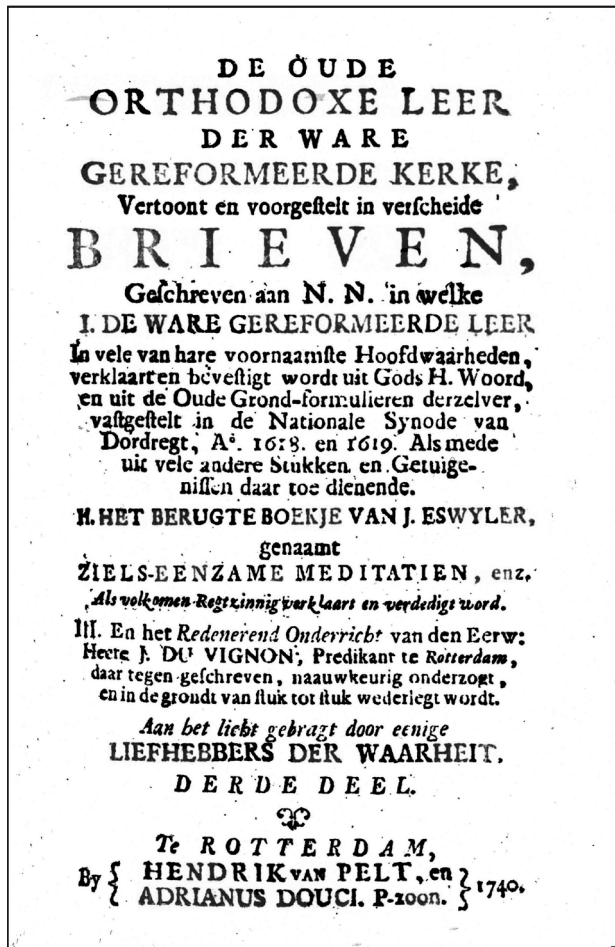 DE OUDE
ORTHODOXE LEER
DER WARE
GEREFORMEERDE KERKE,
Vertoont en voorgestelt in verscheide
BRIEVEN,
Geschreven aan N. N. in welke
I. DE WARE GEREFORMEERDE LEER
In vele van hare voornaamste Hoofdwaarheden,
verklaart en bevestigt wordt uit Gods H. Woord,
en uit de Oude Grond-formulieren derzelver,
vastgestelt in de Nationale Synode van
Dordregt, Aº. 1618. en 1619. Als mede
uit vele andere Stukken en Getuige-
nissen daar toe dienende.
II. HET BERUGTE BOEKJE VAN J. ESWYLER,
genaamt
ZIELS-EENZAME MEDITATIEN, enz.
Als volkomen Regtzinnig verklaart en verdedigt word.
III. En het Redenerend Onderricht van den Eerw:
Heere J. DU VIGNON, Predikant te Rotterdam,
daar tegen geschreven, naauwkeurig onderzogt,
en in de grondt van stuk tot stuk wederlegt wordt.
Aan het licht gebragt door eenige
LIEFHEBBERS DER WAARHEIT.
DERDE DEEL.
Te ROTTERDAM,
By { HENDRIK VAN PELT, en
ADRIANUS DOUCI. P-zoon. } 1740.